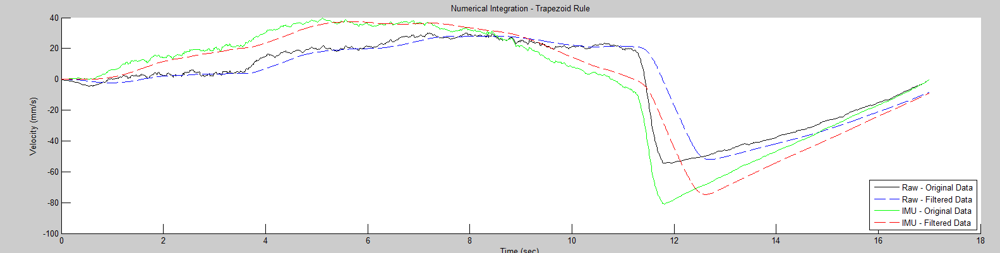 Numerical Integration - Trapezoid Rule
40
20
0
-20
-40
-60
-80
-100
Velocity (mm/s)
0 2 4 6 8 10 12 14 16 18
Time (sec)
Raw - Original Data
Raw - Filtered Data
IMU - Original Data
IMU - Filtered Data